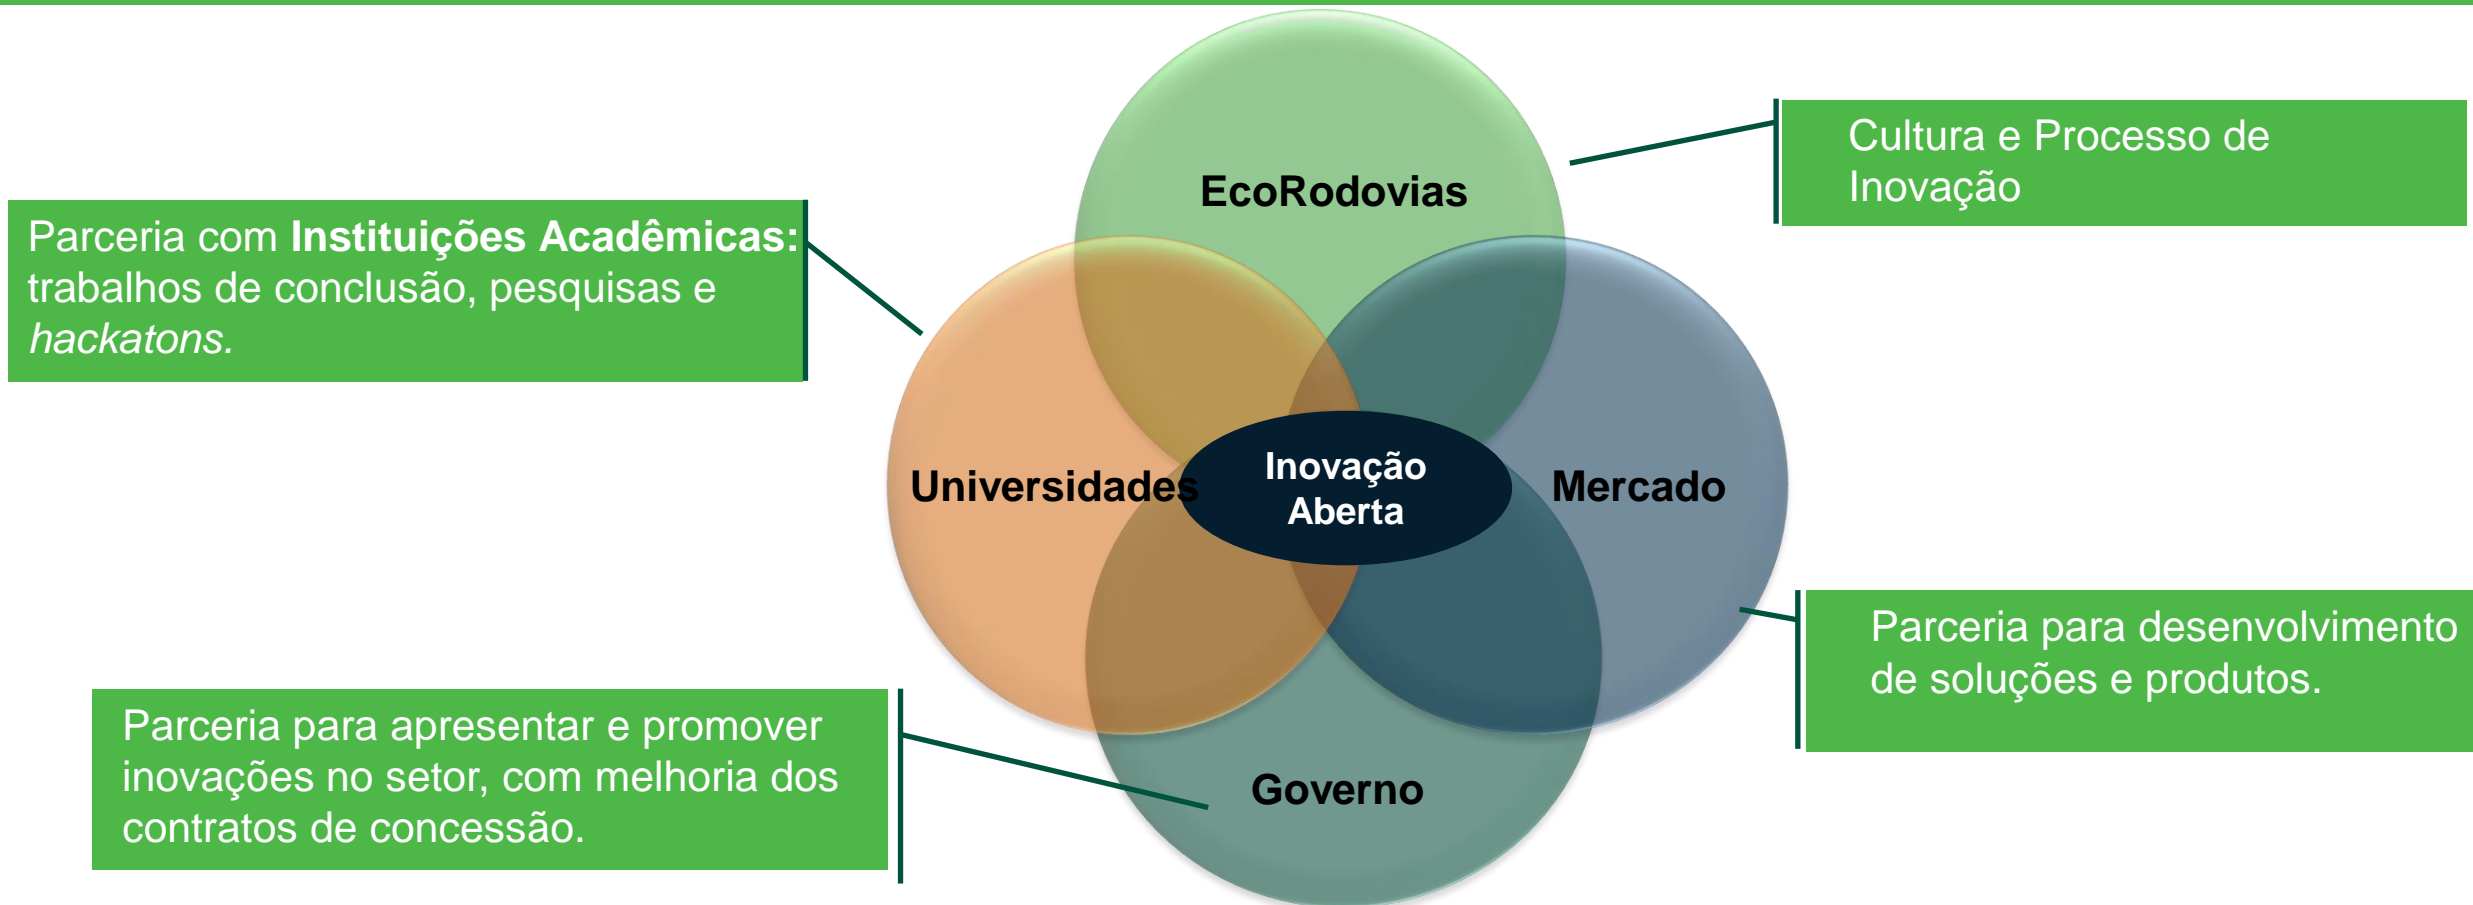 EcoRodovias
Cultura e Processo de
Inovação
Parceria com Instituições Acadêmicas:
trabalhos de conclusão, pesquisas e
hackatons.
Universidades
Inovação
Aberta
Mercado
Parceria para desenvolvimento
de soluções e produtos.
Parceria para apresentar e promover
inovações no setor, com melhoria dos
contratos de concessão.
Governo